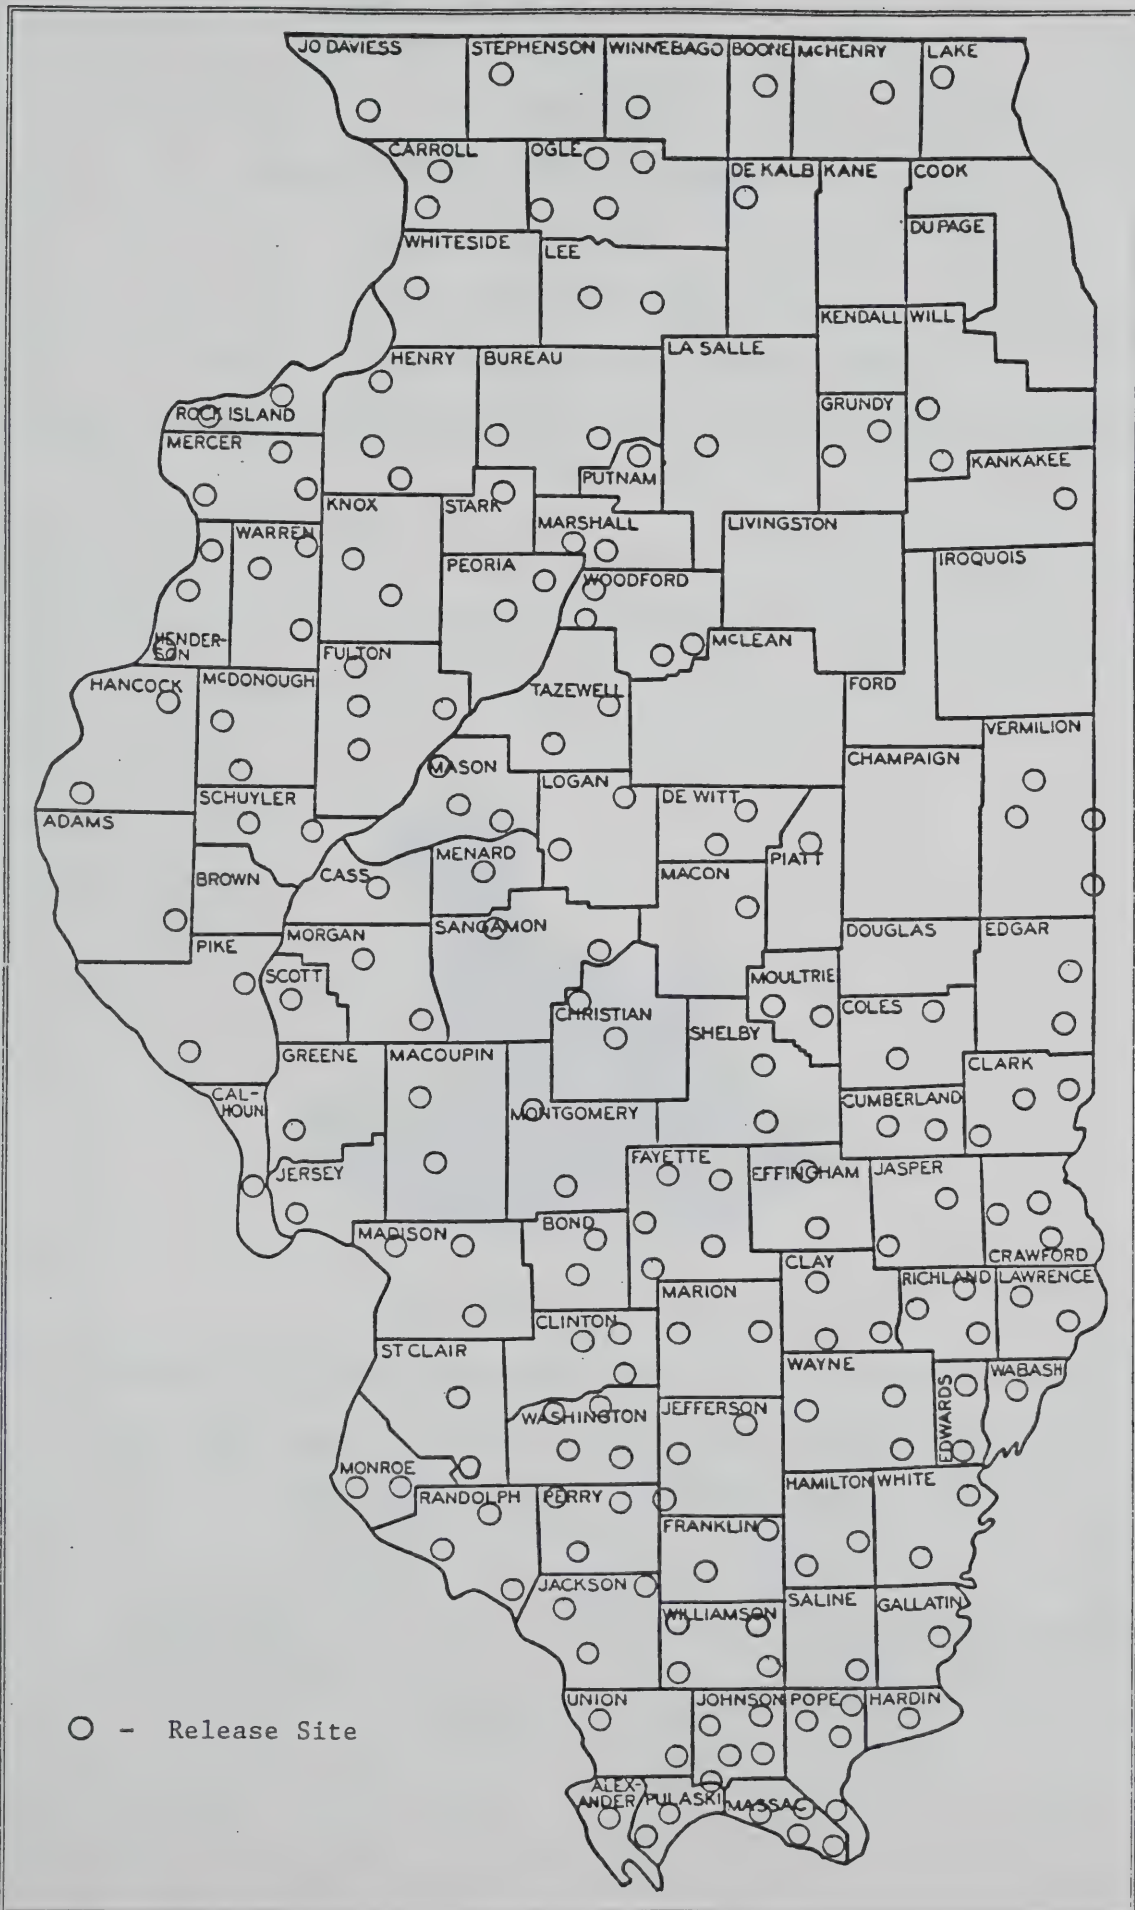 JO DAVIESS
STEPHENSON
WINNEBAGO
BOONE
MCHENRY
LAKE
CARROLL
OGLE
DE KALB
KANE
COOK
DUPAGE
WHITESIDE
LEE
KENDALL
WILL
HENRY
BUREAU
LA SALLE
ROCK ISLAND
GRUNDY
MERCER
PUTNAM
KANKAKEE
KNOX
STARK
MARSHALL
LIVINGSTON
WARREN
PEORIA
WOODFORD
IROQUOIS
HENDER-
SON
FULTON
MCLEAN
HANCOCK
MCDONOUGH
TAZEWELL
FORD
VERMILION
MASON
LOGAN
CHAMPAIGN
SCHUYLER
DE WITT
ADAMS
MENARD
PIATT
BROWN
CASS
MACON
SANGAMON
DOUGLAS
EDGAR
PIKE
MORGAN
SCOTT
MOULTRIE
CHRISTIAN
COLES
SHELBY
GREENE
MACOUPIN
CLARK
CAL-
HOUN
MONTGOMERY
CUMBERLAND
JERSEY
FAYETTE
EFFINGHAM
JASPER
MADISON
BOND
CRAWFORD
CLAY
RICHLAND
LAWRENCE
MARION
CLINTON
ST CLAIR
WAYNE
EDWARDS
WABASH
WASHINGTON
JEFFERSON
MONROE
RANDOLPH
PERRY
HAMILTON
WHITE
FRANKLIN
JACKSON
WILLIAMSON
SALINE
GALLATIN
UNION
JOHNSON
POPE
HARDIN
- Release Site
ALEX-
ANDER
PULASKI
MASSAC